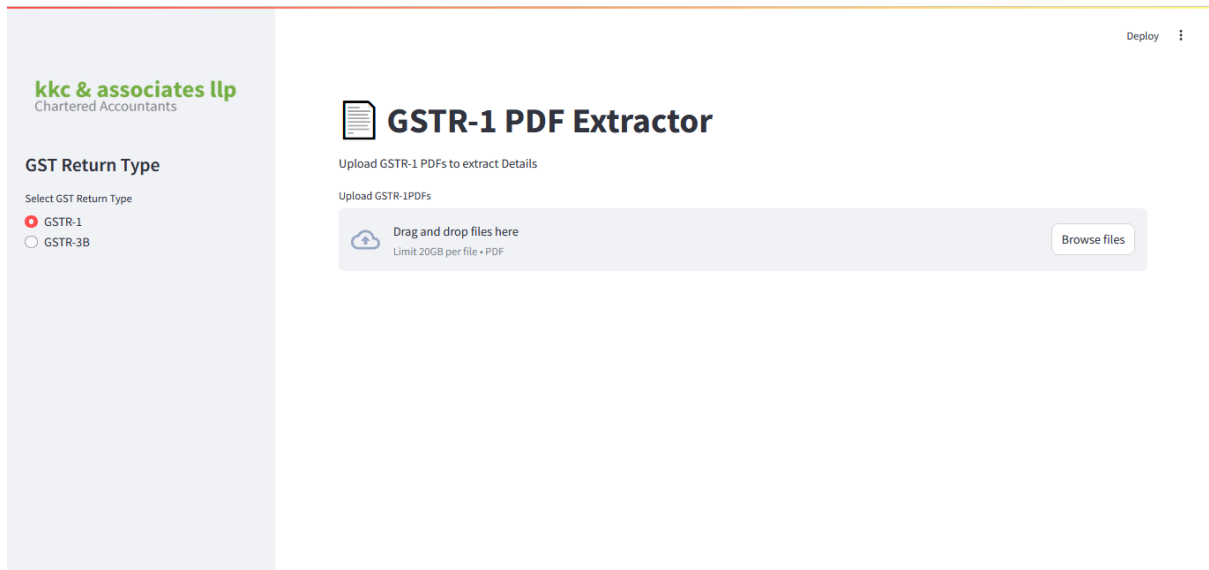 Deploy
kkc & associates llp
Chartered Accountants
GST Return Type
Select GST Return Type
GSTR-1
GSTR-3B
GSTR-1 PDF Extractor
Upload GSTR-1 PDFs to extract Details
Upload GSTR-1PDFs
Drag and drop files here
Limit 20GB per file • PDF
Browse files